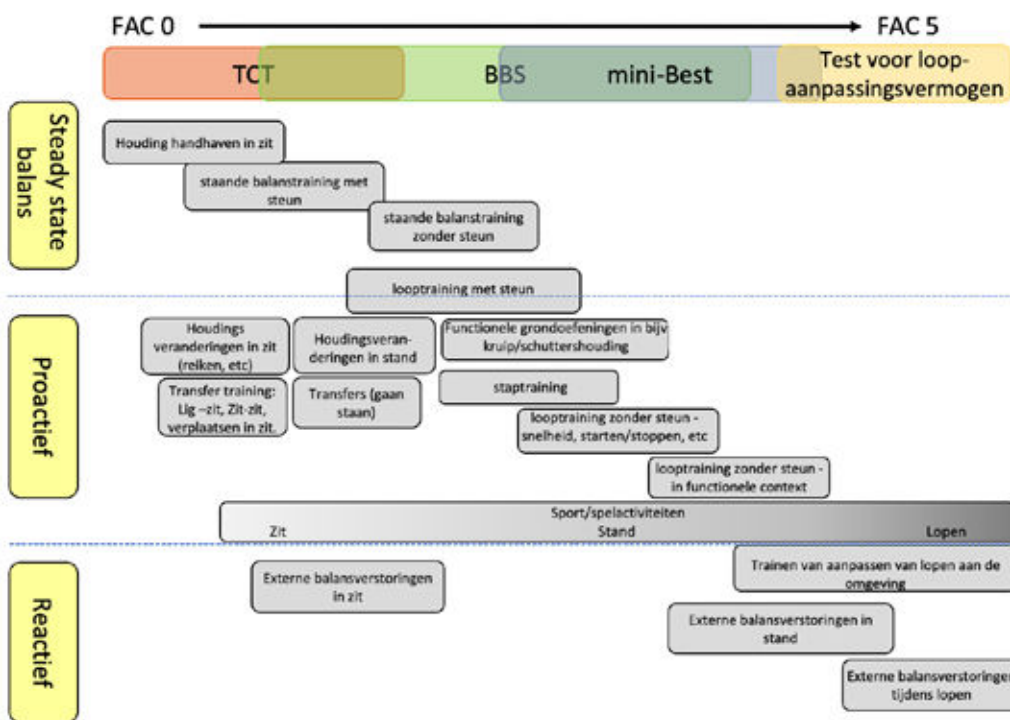 FAC 0
FAC 5
TCT
BBS
mini-Best
Test voor loop-
aanpassingsvermogen
Steady state
balans
Houding handhaven in zit
staande balanstraining met
steun
staande balanstraining
zonder steun
looptraining met steun
Proactief
Houdings
veranderingen in zit
(reiken, etc)
Houdingsveran-
deringen in stand
Functionele grondoefeningen in bijv
kruip/schuttershouding
Transfer training:
Lig –zit, Zit-zit,
verplaatsen in zit.
Transfers (gaan
staan)
staptraining
looptraining zonder steun -
snelheid, starten/stoppen, etc
looptraining zonder steun -
in functionele context
Sport/spelactiviteiten
Zit
Stand
Lopen
Reactief
Externe balansverstoringen
in zit
Trainen van aanpassen van lopen aan de
omgeving
Externe balansverstoringen in
stand
Externe balansverstoringen
tijdens lopen